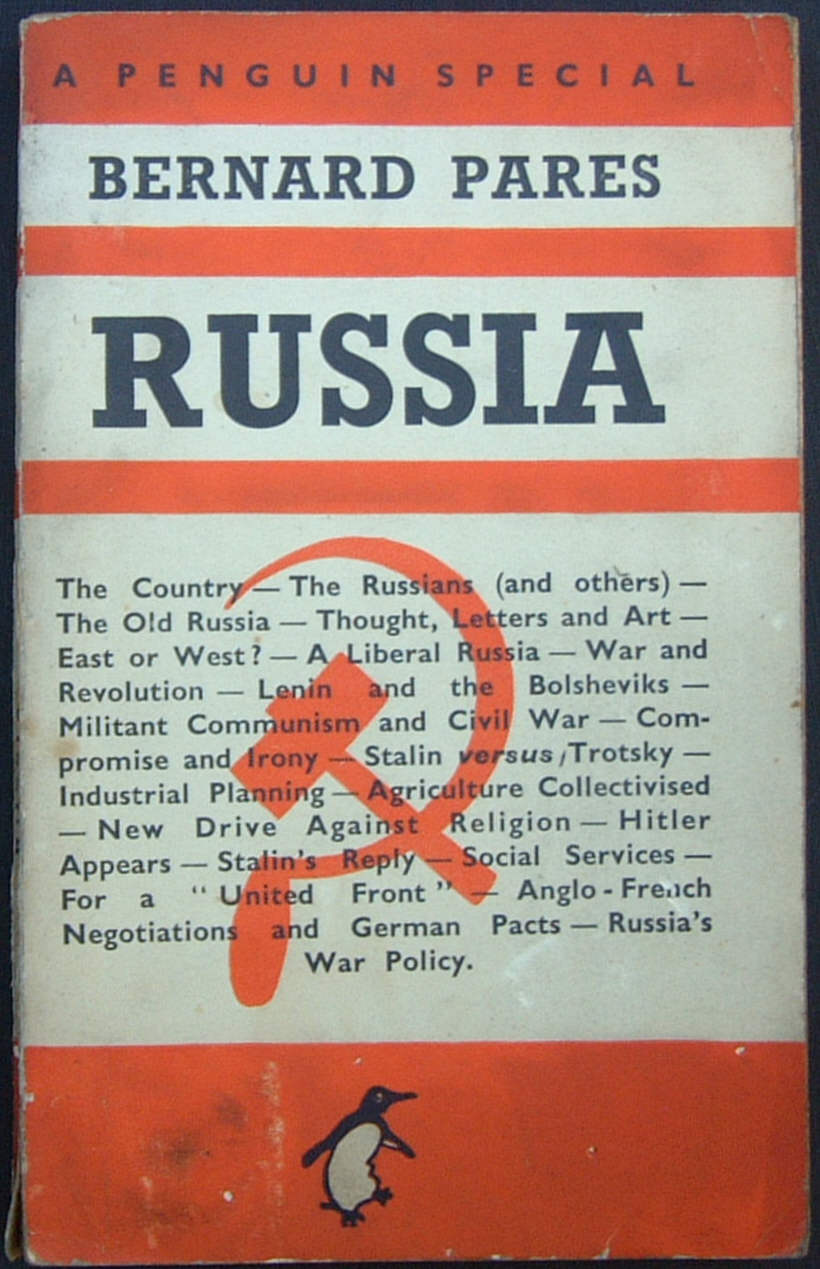 A PENGUIN SPECIAL
BERNARD PARES
RUSSIA
The Country — The Russians (and others) —
The Old Russia — Thought, Letters and Art —
East or West? — A Liberal Russia — War and
Revolution — Lenin and the Bolsheviks —
Militant Communism and Civil War — Com-
promise and Irony — Stalin versus Trotsky —
Industrial Planning — Agriculture Collectivised
— New Drive Against Religion — Hitler
Appears — Stalin's Reply — Social Services —
For a " United Front " — Anglo - French
Negotiations and German Pacts — Russia's
War Policy.